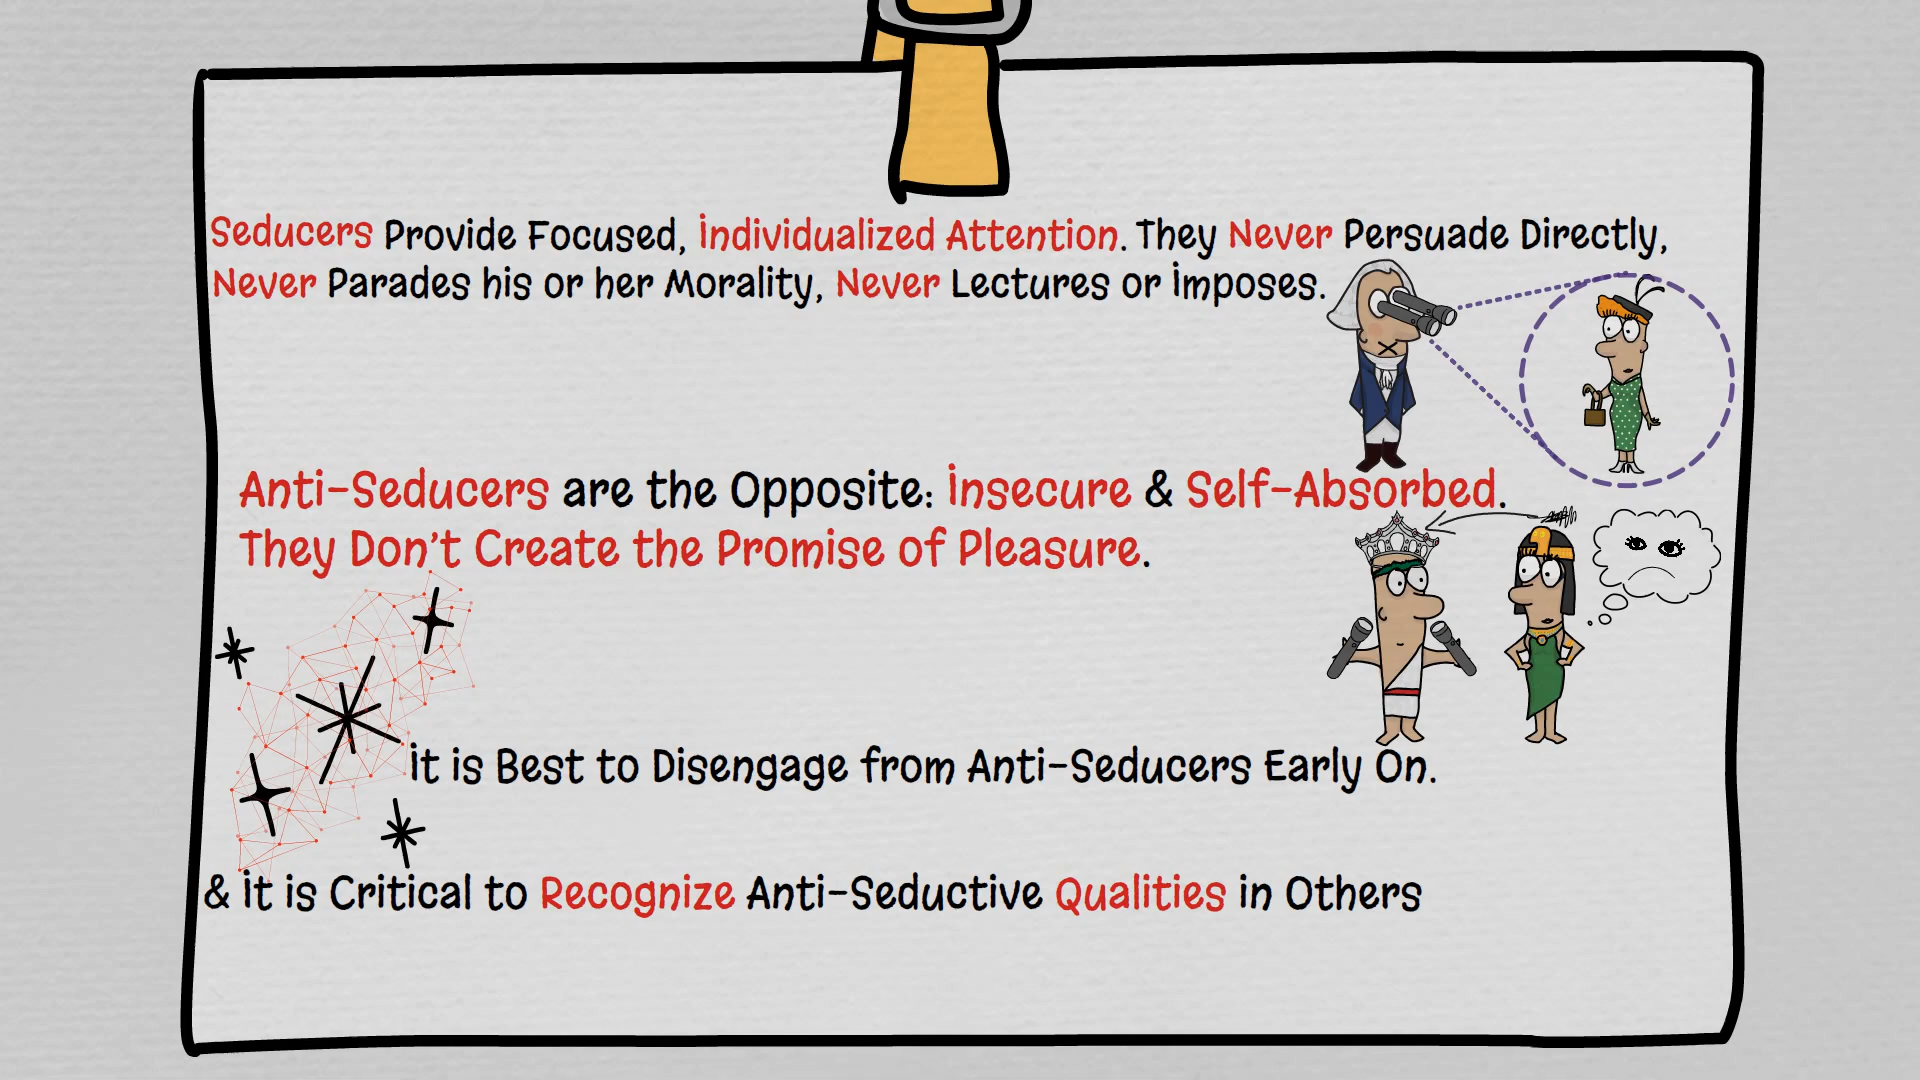 Seducers Provide Focused, Individualized Attention. They Never Persuade Directly,
Never Parades his or her Morality, Never Lectures or Imposes.
Anti-Seducers are the Opposite: Insecure & Self-Absorbed.
They Don't Create the Promise of Pleasure.
It is Best to Disengage from Anti-Seducers Early On.
& it is Critical to Recognize Anti-Seductive Qualities in Others